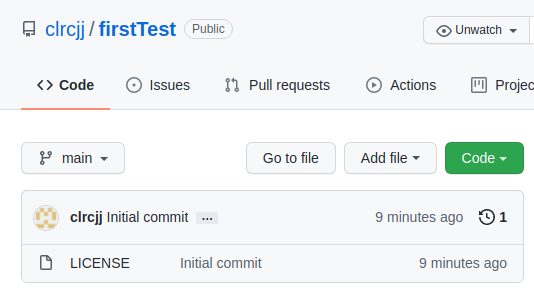 clrcjj / firstTest Public Unwatch
Code Issues Pull requests Actions Projec
main Go to file Add file Code
clrcjj Initial commit ... 9 minutes ago 1
LICENSE Initial commit 9 minutes ago